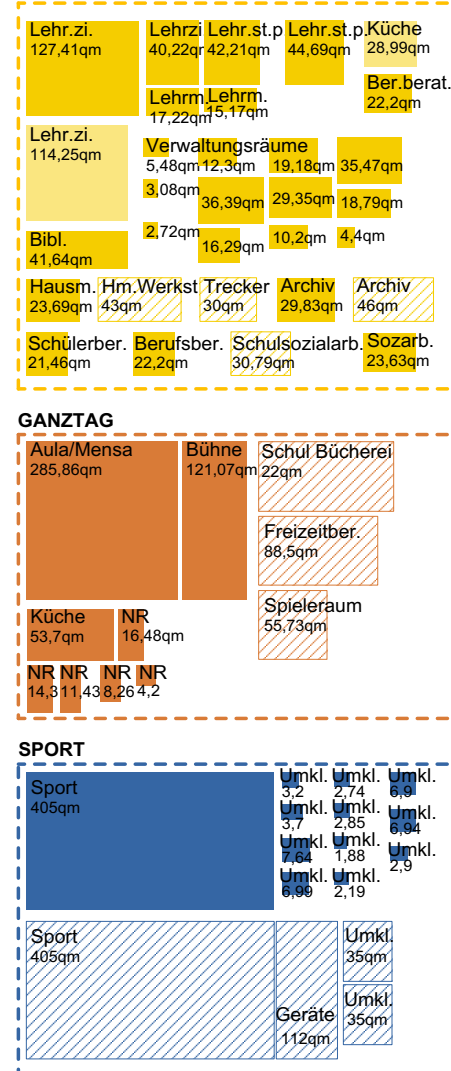 Lehr.zi. Lehrzi Lehr.st.p Lehr.st.p. Küche
127,41qm 40,22qm 42,21qm 44,69qm 28,99qm
Lehrm. Lehrm. Ber.berat.
17,22qm 15,17qm 22,2qm
Lehr.zi.
114,25qm
Verwaltungsräume
5,48qm 12,3qm 19,18qm 35,47qm
3,08qm 36,39qm 29,35qm 18,79qm
2,72qm 16,29qm 10,2qm 4,4qm
Bibl.
41,64qm
Hausm. Hm.Werkst Trecker Archiv Archiv
23,69qm 43qm 30qm 29,83qm 46qm
Schülerber. Berufsber. Schulsozialarb. Sozarb.
21,46qm 22,2qm 30,79qm 23,63qm
GANZTAG
Aula/Mensa Bühne Schul Bücherei
285,86qm 121,07qm 22qm
Freizeitber.
88,5qm
Spieleraum
55,73qm
Küche NR
53,7qm 16,48qm
NR NR NR NR
14,3 11,43 8,26 4,2
SPORT
Sport
405qm
Umkl. Umkl. Umkl.
3,2 2,74 6,9
Umkl. Umkl. Umkl.
3,7 2,85 6,94
Umkl. Umkl. Umkl.
7,64 1,88 2,9
Umkl. Umkl.
6,99 2,19
Sport Umkl.
405qm 35qm
Umkl.
Geräte 35qm
112qm